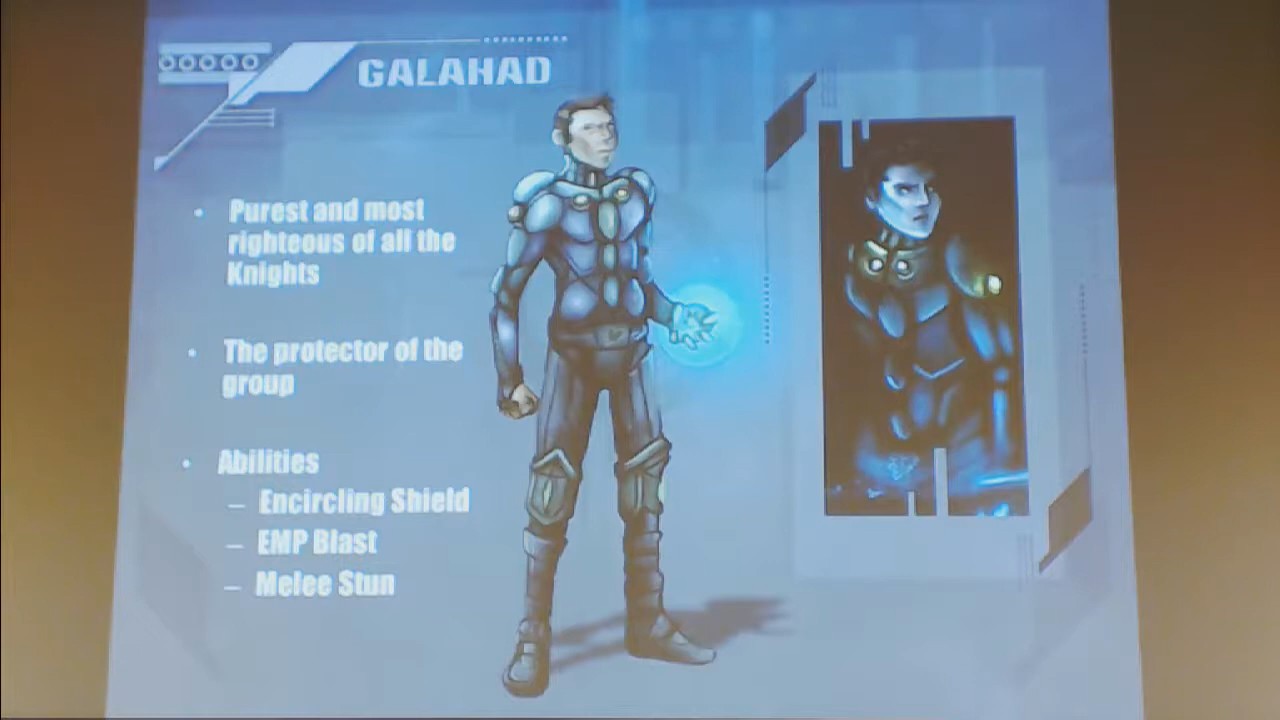 GALAHAD
• Purest and most
righteous of all the
Knights
• The protector of the
group
• Abilities
– Encircling Shield
– EMP Blast
– Melee Stun